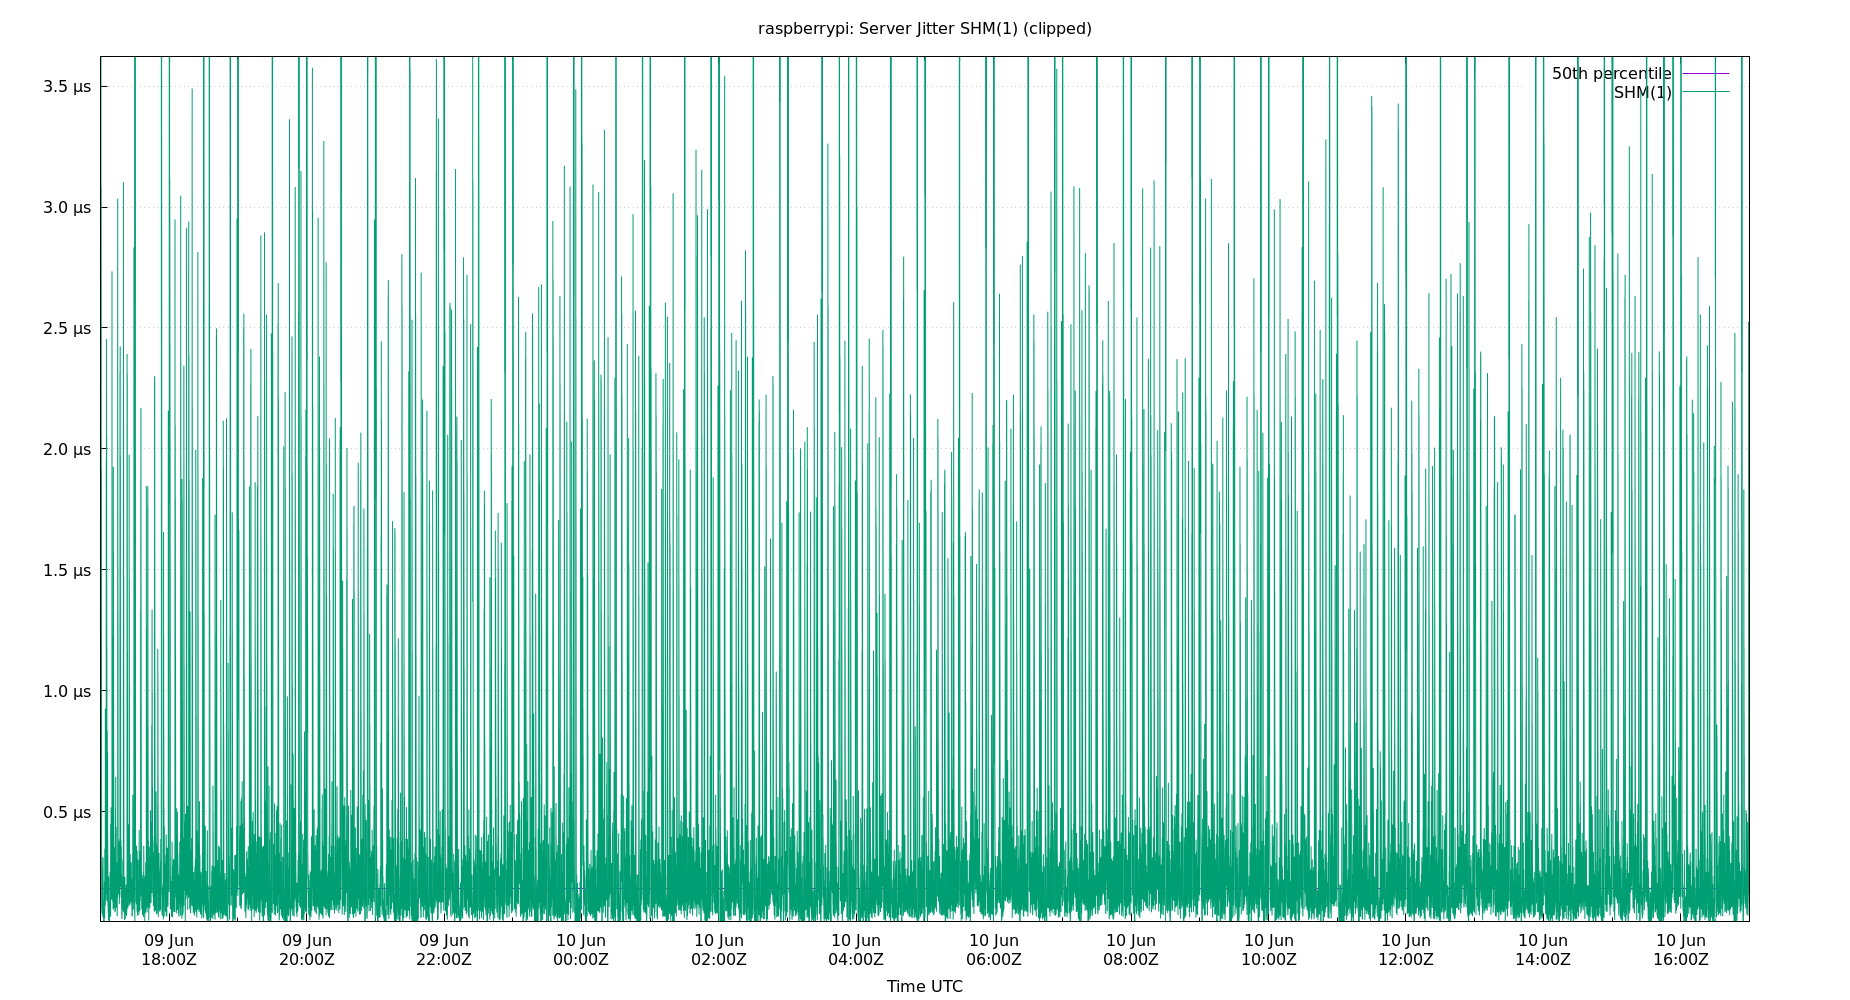 raspberrypi: Server Jitter SHM(1) (clipped)
50th percentile
SHM(1)
3.5 µs
3.0 µs
2.5 µs
2.0 µs
1.5 µs
1.0 µs
0.5 µs
09 Jun 09 Jun 09 Jun 10 Jun 10 Jun 10 Jun 10 Jun 10 Jun 10 Jun 10 Jun 10 Jun 10 Jun
18:00Z 20:00Z 22:00Z 00:00Z 02:00Z 04:00Z 06:00Z 08:00Z 10:00Z 12:00Z 14:00Z 16:00Z
Time UTC